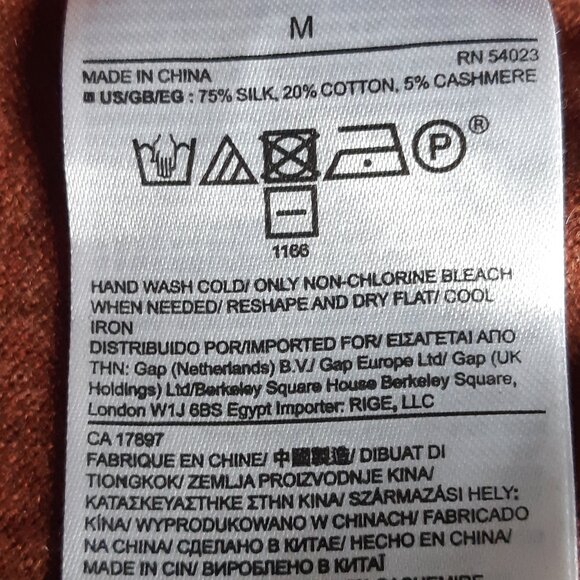 M
RN 54023
MADE IN CHINA
US/GB/EG : 75% SILK, 20% COTTON, 5% CASHMERE
P ®
1166
HAND WASH COLD/ ONLY NON-CHLORINE BLEACH
WHEN NEEDED/ RESHAPE AND DRY FLAT/ COOL
IRON
DISTRIBUIDO POR/IMPORTED FOR/ ΕΙΣΑΓΕΤΑΙ ΑΠΟ
ΤΗΝ: Gap (Netherlands) B.V./ Gap Europe Ltd/ Gap (UK
Holdings) Ltd/Berkeley Square House Berkeley Square,
London W1J 6BS Egypt Importer: RIGE, LLC
CA 17897
FABRIQUE EN CHINE/ 中國製造/ DIBUAT DI
TIONGKOK/ ZEMLJA PROIZVODNJE KINA/
ΚΑΤΑΣΚΕΥΑΣΤΗΚΕ ΣΤΗΝ ΚΙΝΑ/ SZÁRMAZÁSI HELY:
KÍNA/ WYPRODUKOWANO W CHINACH/ FABRICADO
NA CHINA/ СДЕЛАНО В КИТАЕ/ HECHO EN CHINA/
MADE IN CIN/ ВИРОБЛЕНО В КИТАЇ